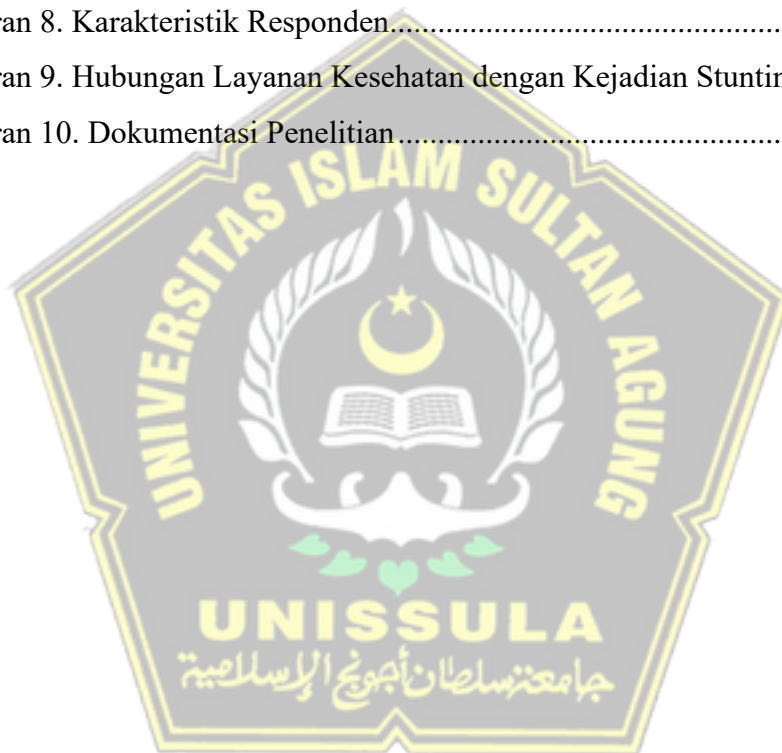 ran 8. Karakteristik Responden................................................
ran 9. Hubungan Layanan Kesehatan dengan Kejadian Stuntin
ran 10. Dokumentasi Penelitian................................................
UNIVERSITAS ISLAM SULTAN AGUNG
UNISSULA
جامعة سلطان أجونج الإسلامية